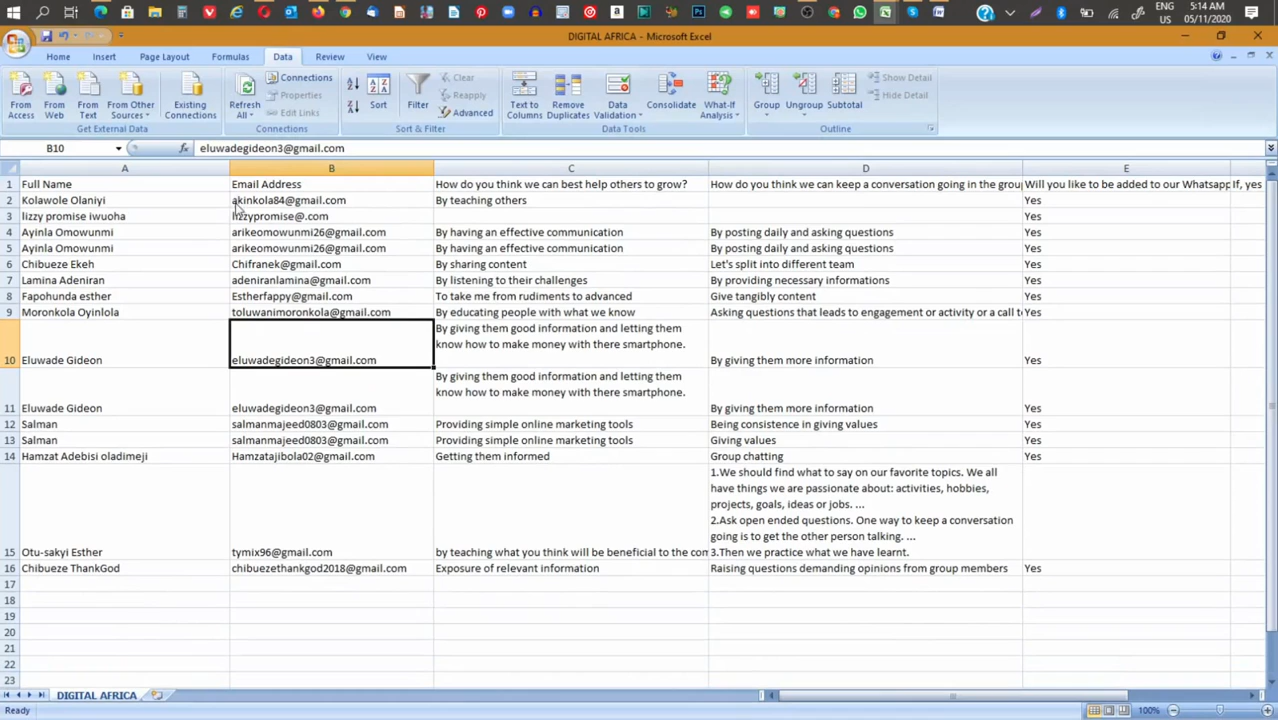 ENG 5:14 AM
US 05/11/2020
DIGITAL AFRICA - Microsoft Excel
Home Insert Page Layout Formulas Data Review View
From Access
From Web
From Text
From Other Sources
Existing Connections
Get External Data
Refresh All
Connections
Properties
Edit Links
Connections
Sort
Filter
Clear
Reapply
Advanced
Sort & Filter
Text to Columns
Remove Duplicates
Data Validation
Consolidate
What-If Analysis
Data Tools
Group
Ungroup
Subtotal
Show Detail
Hide Detail
Outline
B10 fx eluwadegideon3@gmail.com
A B C D E
1 Full Name Email Address How do you think we can best help others to grow? How do you think we can keep a conversation going in the grou Will you like to be added to our Whatsapp If, yes
2 Kolawole Olaniyi akinkola84@gmail.com By teaching others Yes
3 lizzy promise iwuoha lizzypromise@.com Yes
4 Ayinla Omowunmi arikeomowunmi26@gmail.com By having an effective communication By posting daily and asking questions Yes
5 Ayinla Omowunmi arikeomowunmi26@gmail.com By having an effective communication By posting daily and asking questions Yes
6 Chibueze Ekeh Chifranek@gmail.com By sharing content Let's split into different team Yes
7 Lamina Adeniran adeniranlamina@gmail.com By listening to their challenges By providing necessary informations Yes
8 Fapohunda esther Estherfappy@gmail.com To take me from rudiments to advanced Give tangibly content Yes
9 Moronkola Oyinlola toluwanimoronkola@gmail.com By educating people with what we know Asking questions that leads to engagement or activity or a call t Yes
By giving them good information and letting them
know how to make money with there smartphone.
10 Eluwade Gideon eluwadegideon3@gmail.com By giving them more information Yes
By giving them good information and letting them
know how to make money with there smartphone.
11 Eluwade Gideon eluwadegideon3@gmail.com By giving them more information Yes
12 Salman salmanmajeed0803@gmail.com Providing simple online marketing tools Being consistence in giving values Yes
13 Salman salmanmajeed0803@gmail.com Providing simple online marketing tools Giving values Yes
14 Hamzat Adebisi oladimeji Hamzatajibola02@gmail.com Getting them informed Group chatting Yes
1.We should find what to say on our favorite topics. We all
have things we are passionate about: activities, hobbies,
projects, goals, ideas or jobs. ...
2.Ask open ended questions. One way to keep a conversation
going is to get the other person talking. ...
15 Otu-sakyi Esther tymix96@gmail.com by teaching what you think will be beneficial to the com 3.Then we practice what we have learnt.
16 Chibueze ThankGod chibuezethankgod2018@gmail.com Exposure of relevant information Raising questions demanding opinions from group members Yes
17
18
19
20
21
22
23
DIGITAL AFRICA
Ready 100%